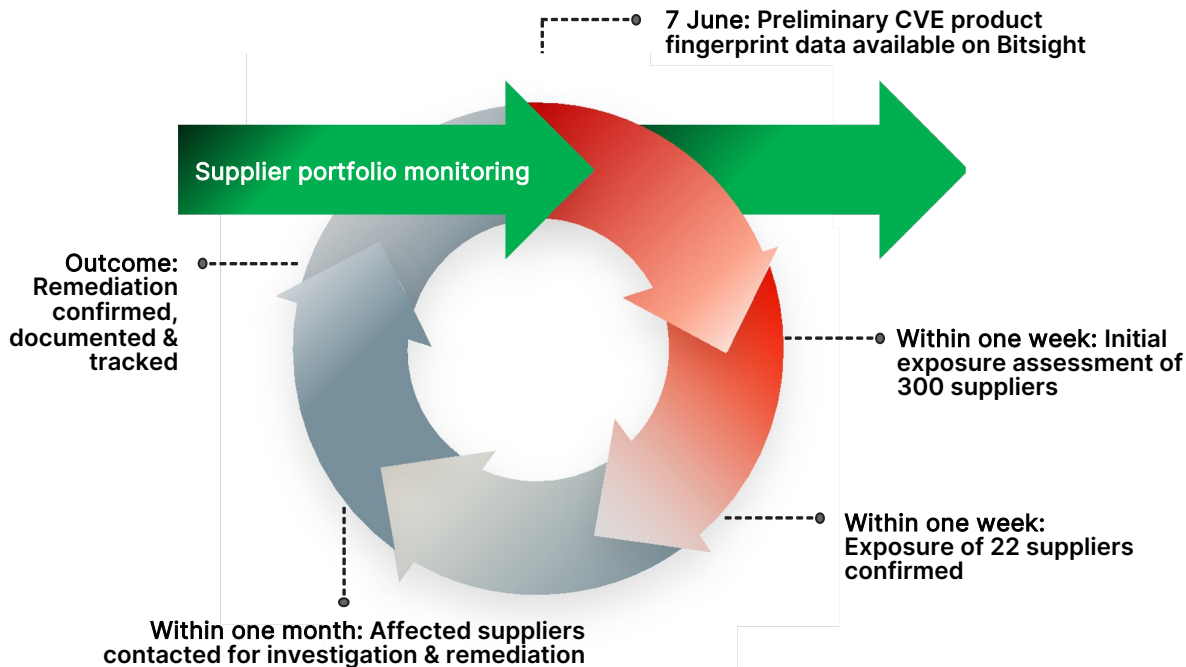 7 June: Preliminary CVE product
fingerprint data available on Bitsight
Supplier portfolio monitoring
Outcome:
Remediation
confirmed,
documented &
tracked
Within one week: Initial
exposure assessment of
300 suppliers
Within one week:
Exposure of 22 suppliers
confirmed
Within one month: Affected suppliers
contacted for investigation & remediation